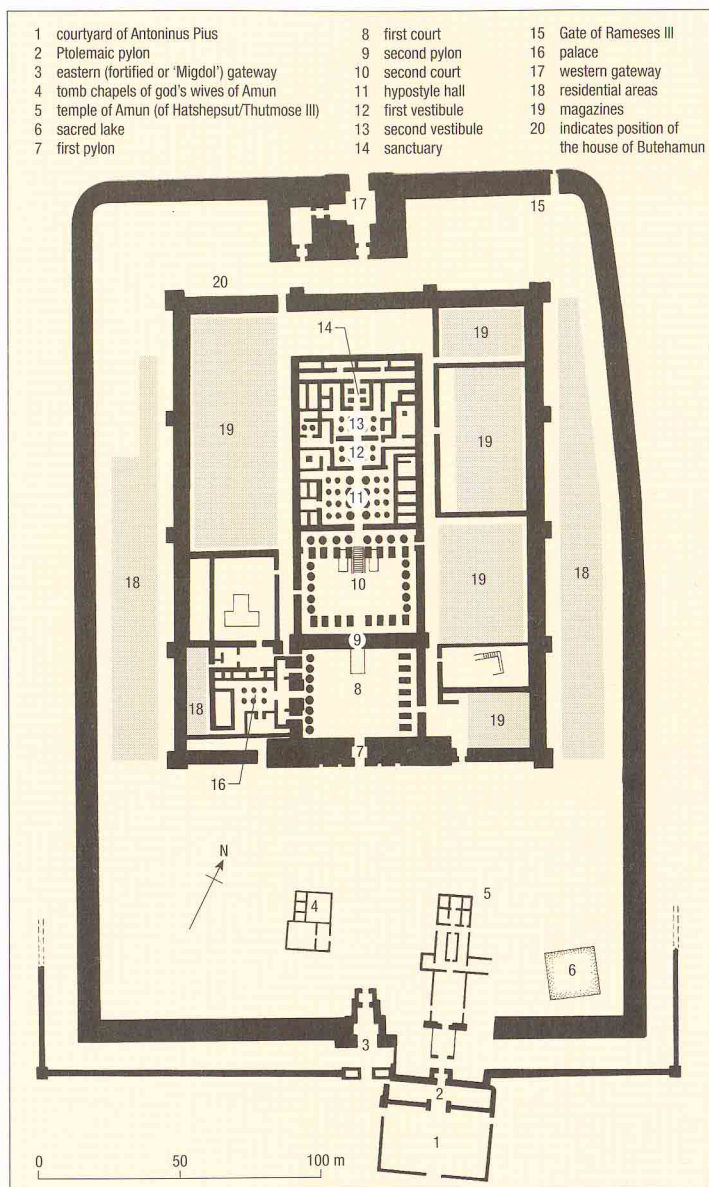 1 courtyard of Antoninus Pius
2 Ptolemaic pylon
3 eastern (fortified or ‘Migdol’) gateway
4 tomb chapels of god’s wives of Amun
5 temple of Amun (of Hatshepsut/Thutmose III)
6 sacred lake
7 first pylon
8 first court
9 second pylon
10 second court
11 hypostyle hall
12 first vestibule
13 second vestibule
14 sanctuary
15 Gate of Rameses III
16 palace
17 western gateway
18 residential areas
19 magazines
20 indicates position of
the house of Butehamun
17
15
20
14
19
13
19
19
12
11
18
10
19
18
9
8
18
19
7
16
N
5
4
6
3
2
1
0 50 100 m